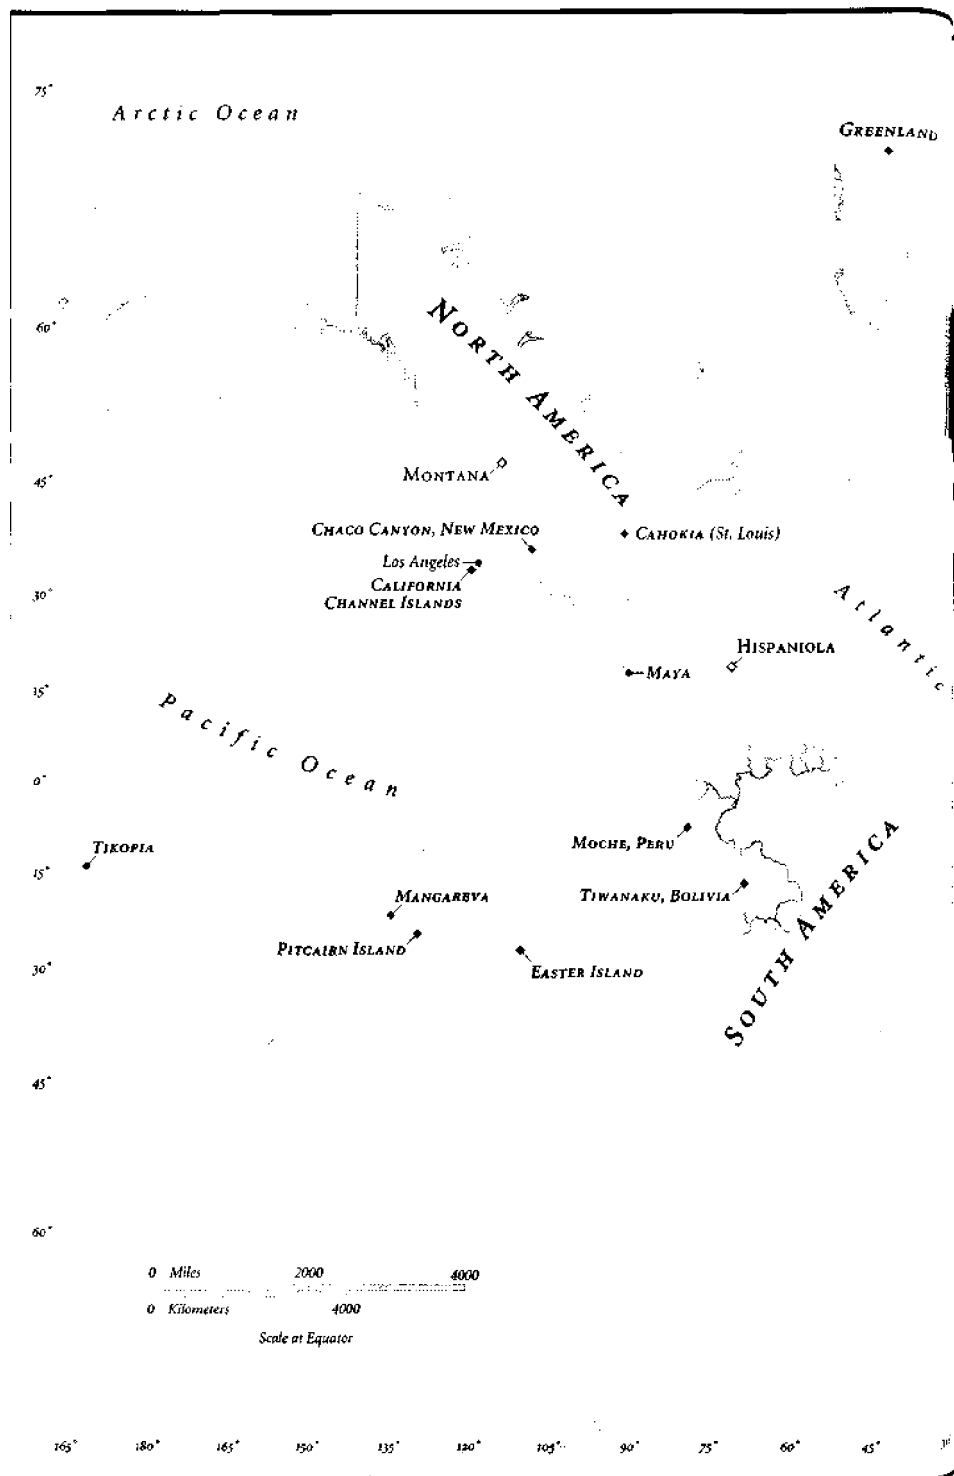 75°
Arctic Ocean
GREENLAND
60°
NORTH AMERICA
MONTANA
45°
CHACO CANYON, NEW MEXICO
CAHOKIA (St. Louis)
Los Angeles
CALIFORNIA
CHANNEL ISLANDS
30°
Atlantic
HISPANIOLA
MAYA
15°
Pacific Ocean
0°
MOCHE, PERU
TIKOPIA
15°
TIWANAKU, BOLIVIA
MANGAREVA
SOUTH AMERICA
PITCAIRN ISLAND
EASTER ISLAND
30°
45°
60°
0 Miles 2000 4000
0 Kilometers 4000
Scale at Equator
165° 180° 165° 150° 135° 120° 105° 90° 75° 60° 45°